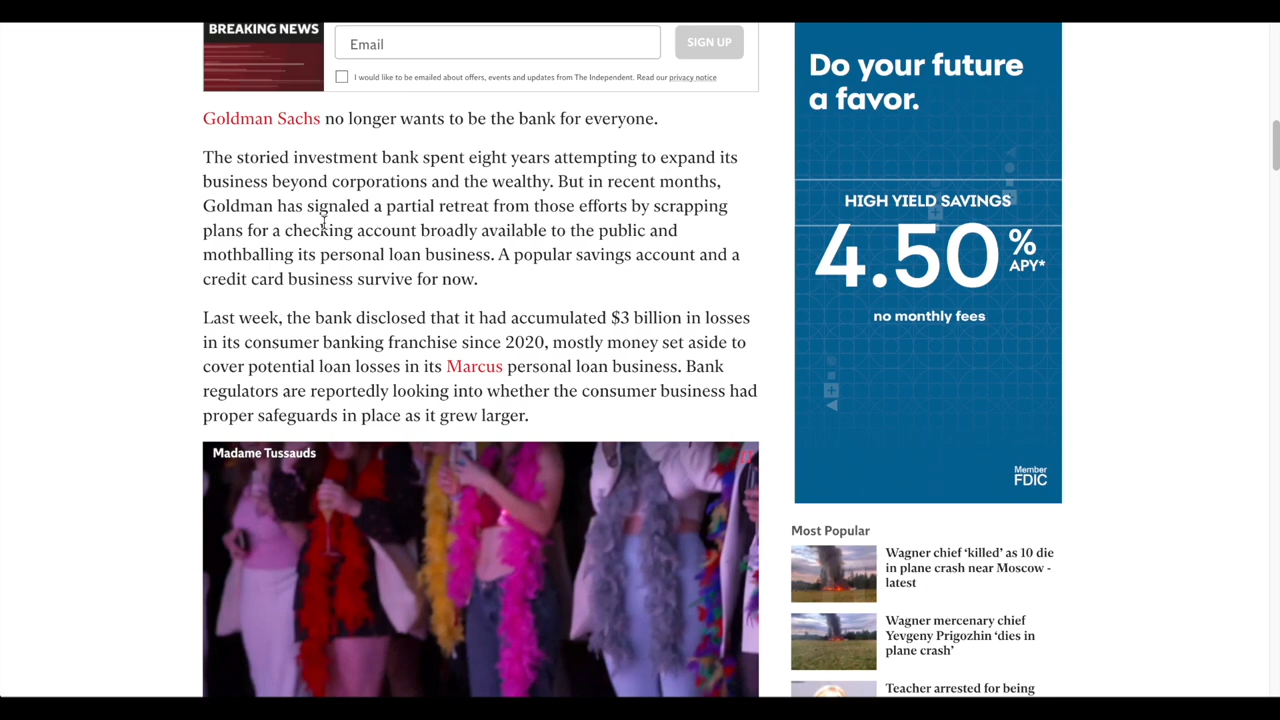 BREAKING NEWS
Email
SIGN UP
I would like to be emailed about offers, events and updates from The Independent. Read our privacy notice
Goldman Sachs no longer wants to be the bank for everyone.
The storied investment bank spent eight years attempting to expand its
business beyond corporations and the wealthy. But in recent months,
Goldman has signaled a partial retreat from those efforts by scrapping
plans for a checking account broadly available to the public and
mothballing its personal loan business. A popular savings account and a
credit card business survive for now.
Last week, the bank disclosed that it had accumulated $3 billion in losses
in its consumer banking franchise since 2020, mostly money set aside to
cover potential loan losses in its Marcus personal loan business. Bank
regulators are reportedly looking into whether the consumer business had
proper safeguards in place as it grew larger.
Madame Tussauds
Do your future
a favor.
HIGH YIELD SAVINGS
4.50% APY*
no monthly fees
Member
FDIC
Most Popular
Wagner chief ‘killed’ as 10 die
in plane crash near Moscow -
latest
Wagner mercenary chief
Yevgeny Prigozhin ‘dies in
plane crash’
Teacher arrested for being